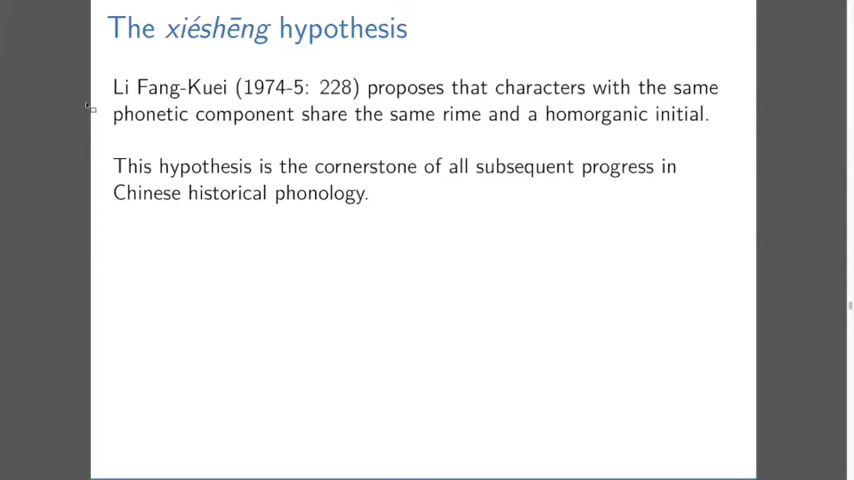 The xiéshēng hypothesis
Li Fang-Kuei (1974-5: 228) proposes that characters with the same
phonetic component share the same rime and a homorganic initial.
This hypothesis is the cornerstone of all subsequent progress in
Chinese historical phonology.